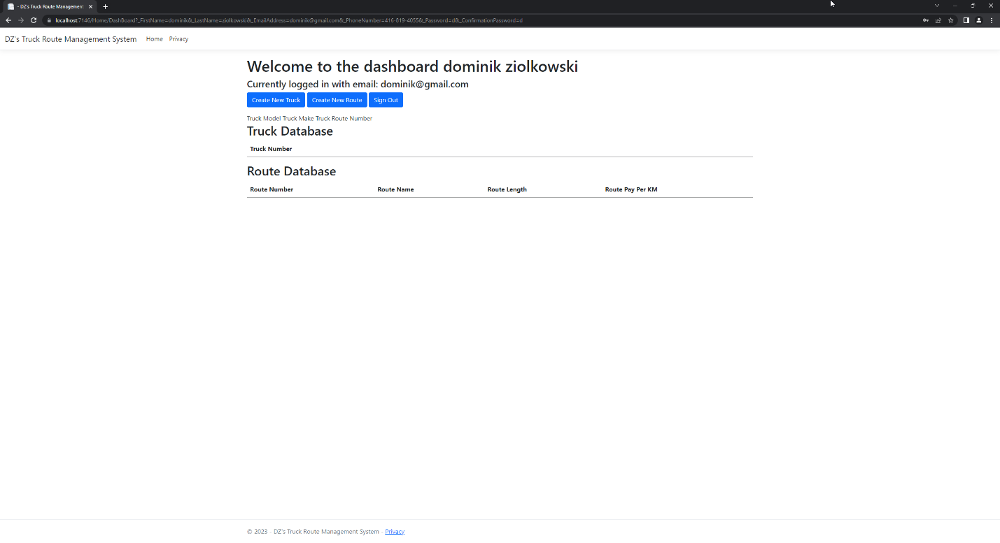 - DZ's Truck Route Management
localhost:7146/Home/DashBoard?_FirstName=dominik&_LastName=ziolkowski&_EmailAddress=dominik@gmail.com&_PhoneNumber=416-819-4055&_Password=d&_ConfirmationPassword=d
DZ's Truck Route Management System Home Privacy
Welcome to the dashboard dominik ziolkowski
Currently logged in with email: dominik@gmail.com
Create New Truck Create New Route Sign Out
Truck Model Truck Make Truck Route Number
Truck Database
Truck Number
Route Database
Route Number Route Name Route Length Route Pay Per KM
© 2023 - DZ's Truck Route Management System - Privacy